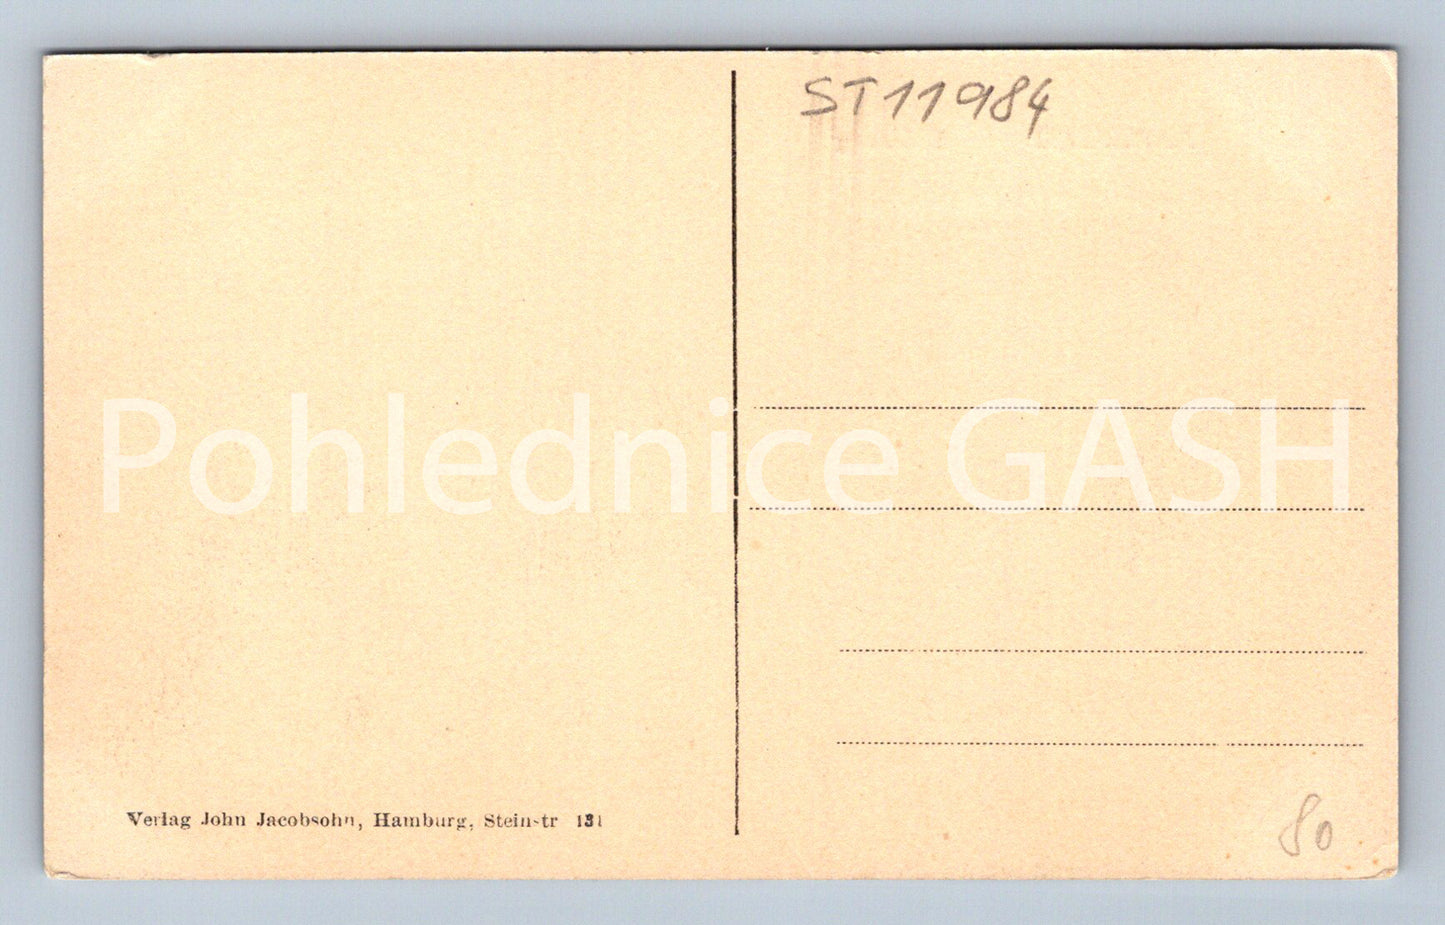 ST11984
Pohlednice GASH
Verlag John Jacobsohn, Hamburg, Stein-tr 131
80